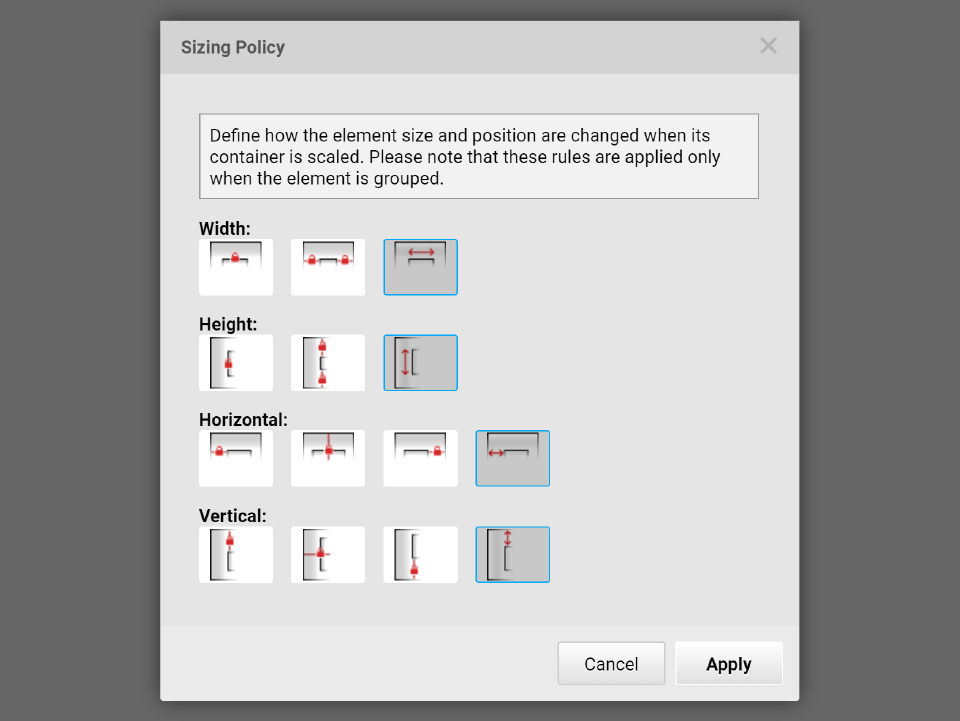 Sizing Policy
Define how the element size and position are changed when its
container is scaled. Please note that these rules are applied only
when the element is grouped.
Width:
Height:
Horizontal:
Vertical:
Cancel
Apply